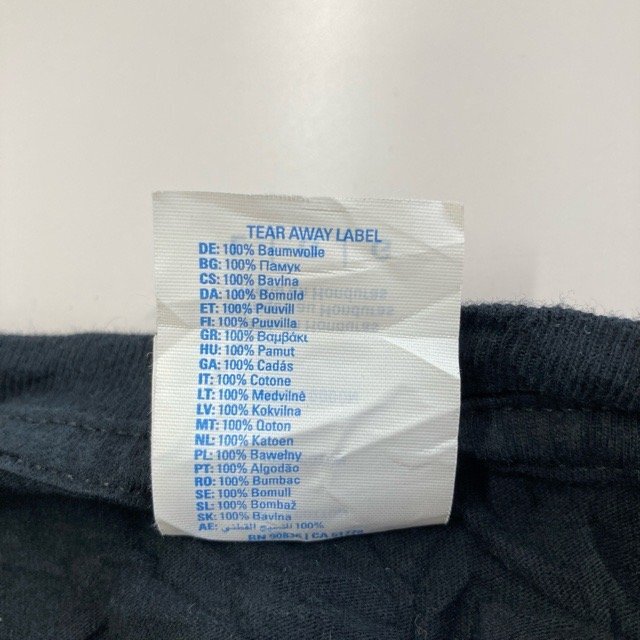 TEAR AWAY LABEL
DE: 100% Baumwolle
BG: 100% Памук
CS: 100% Bavlna
DA: 100% Bomuld
ET: 100% Puuvill
FI: 100% Puuvilla
GR: 100% Βαμβάκι
HU: 100% Pamut
GA: 100% Cadás
IT: 100% Cotone
LT: 100% Medvilnė
LV: 100% Kokvilna
MT: 100% Qoton
NL: 100% Katoen
PL: 100% Bawełny
PT: 100% Algodão
RO: 100% Bumbac
SE: 100% Bomull
SL: 100% Bombaž
SK: 100% Bavlna
AE: 100%